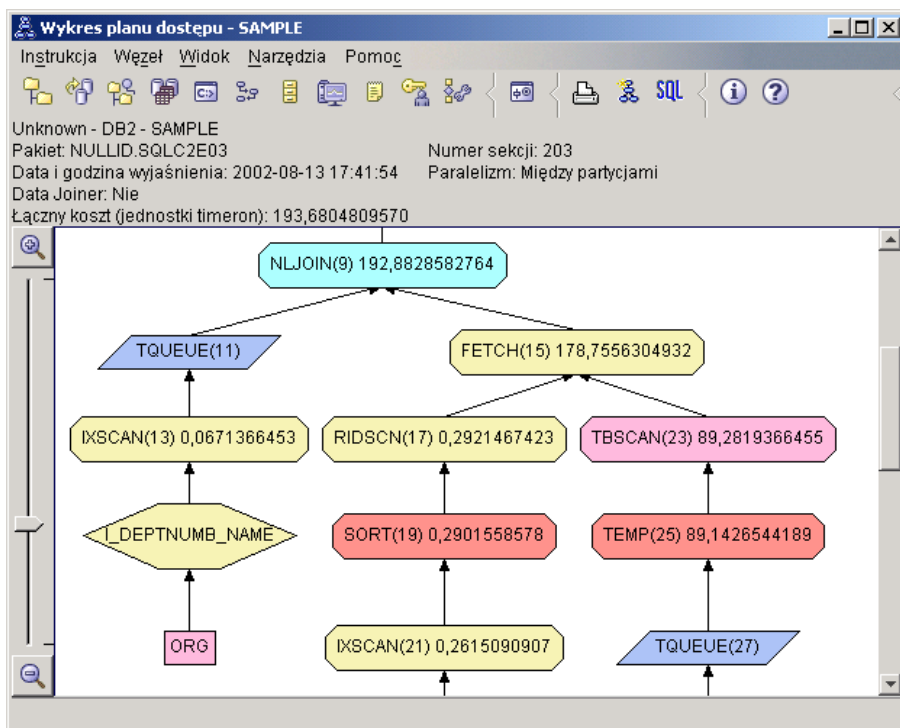 Wykres planu dostępu - SAMPLE
Instrukcja Węzeł Widok Narzędzia Pomoc
C:> SQL i ?
Unknown - DB2 - SAMPLE
Pakiet: NULLID.SQLC2E03 Numer sekcji: 203
Data i godzina wyjaśnienia: 2002-08-13 17:41:54 Paralelizm: Między partycjami
Data Joiner: Nie
Łączny koszt (jednostki timeron): 193,6804809570
NLJOIN(9) 192,8828582764
TQUEUE(11) FETCH(15) 178,7556304932
IXSCAN(13) 0,0671366453 RIDSCN(17) 0,2921467423 TBSCAN(23) 89,2819366455
I_DEPTNUMB_NAME SORT(19) 0,2901558578 TEMP(25) 89,1426544189
ORG IXSCAN(21) 0,2615090907 TQUEUE(27)